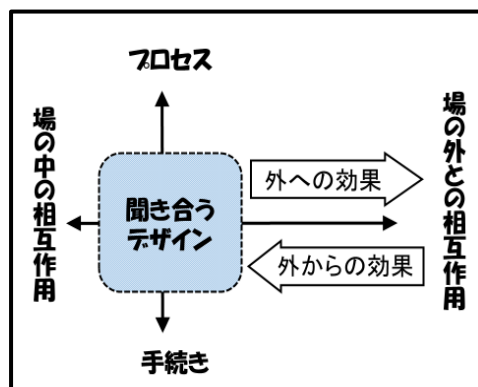 プロセス
場の中の相互作用
聞き合う
デザイン
外への効果
外からの効果
場の外との相互作用
手続き